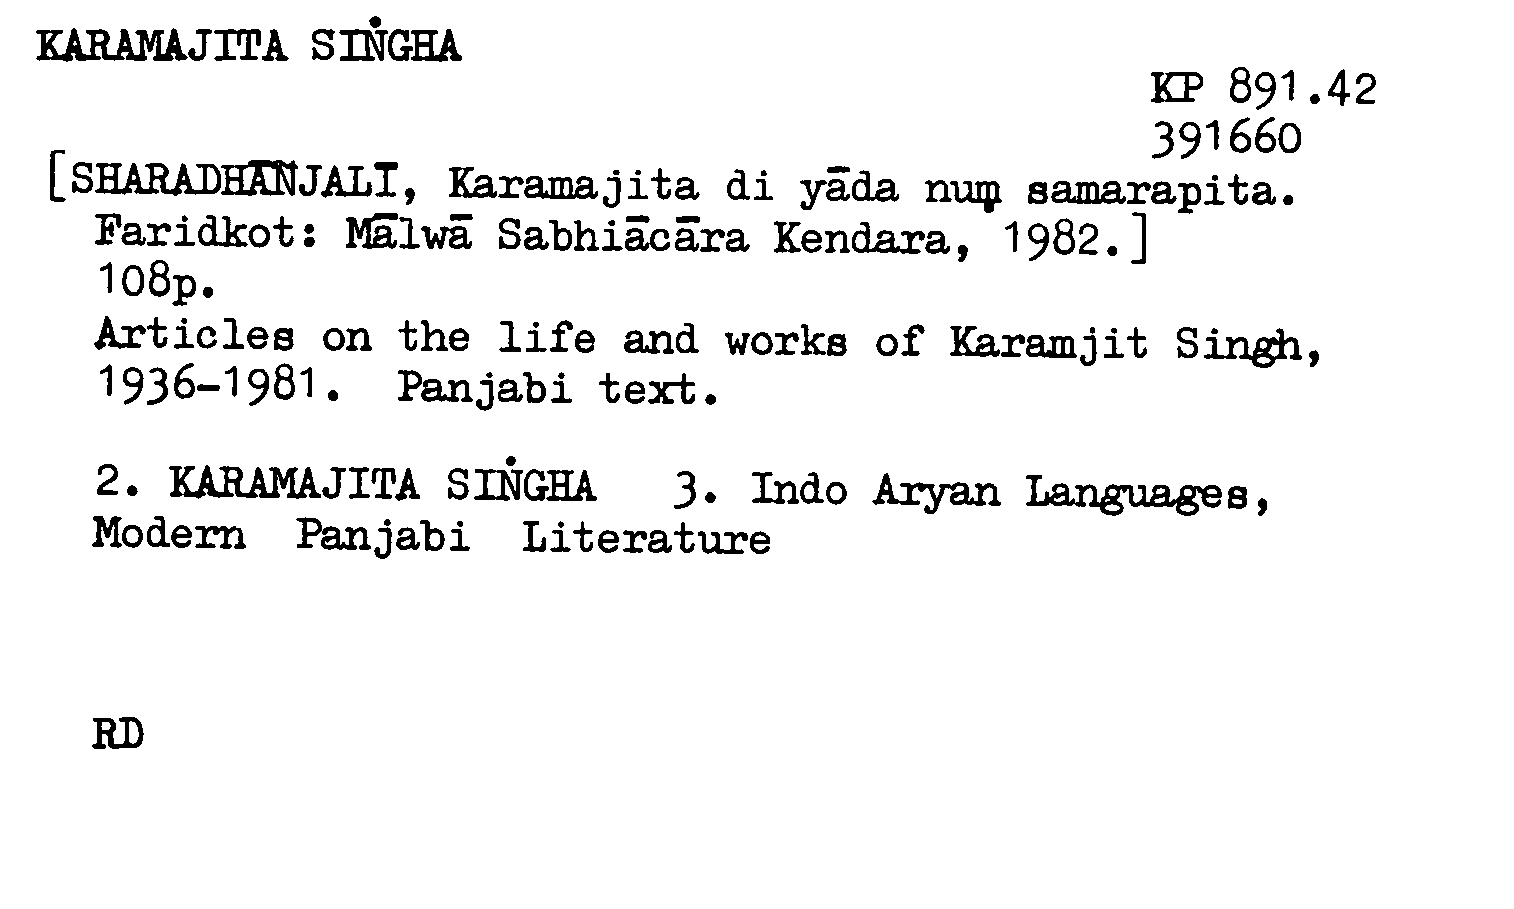 KARAMAJITA SIṄGHA
KP 891.42
391660
[SHARADHĀÑJALĪ, Karamajita di yāda nuṃ samarapita.
Faridkot: Mālwā Sabhiācāra Kendara, 1982.]
108p.
Articles on the life and works of Karamjit Singh,
1936-1981. Panjabi text.
2. KARAMAJITA SIṄGHA 3. Indo Aryan Languages,
Modern Panjabi Literature
RD